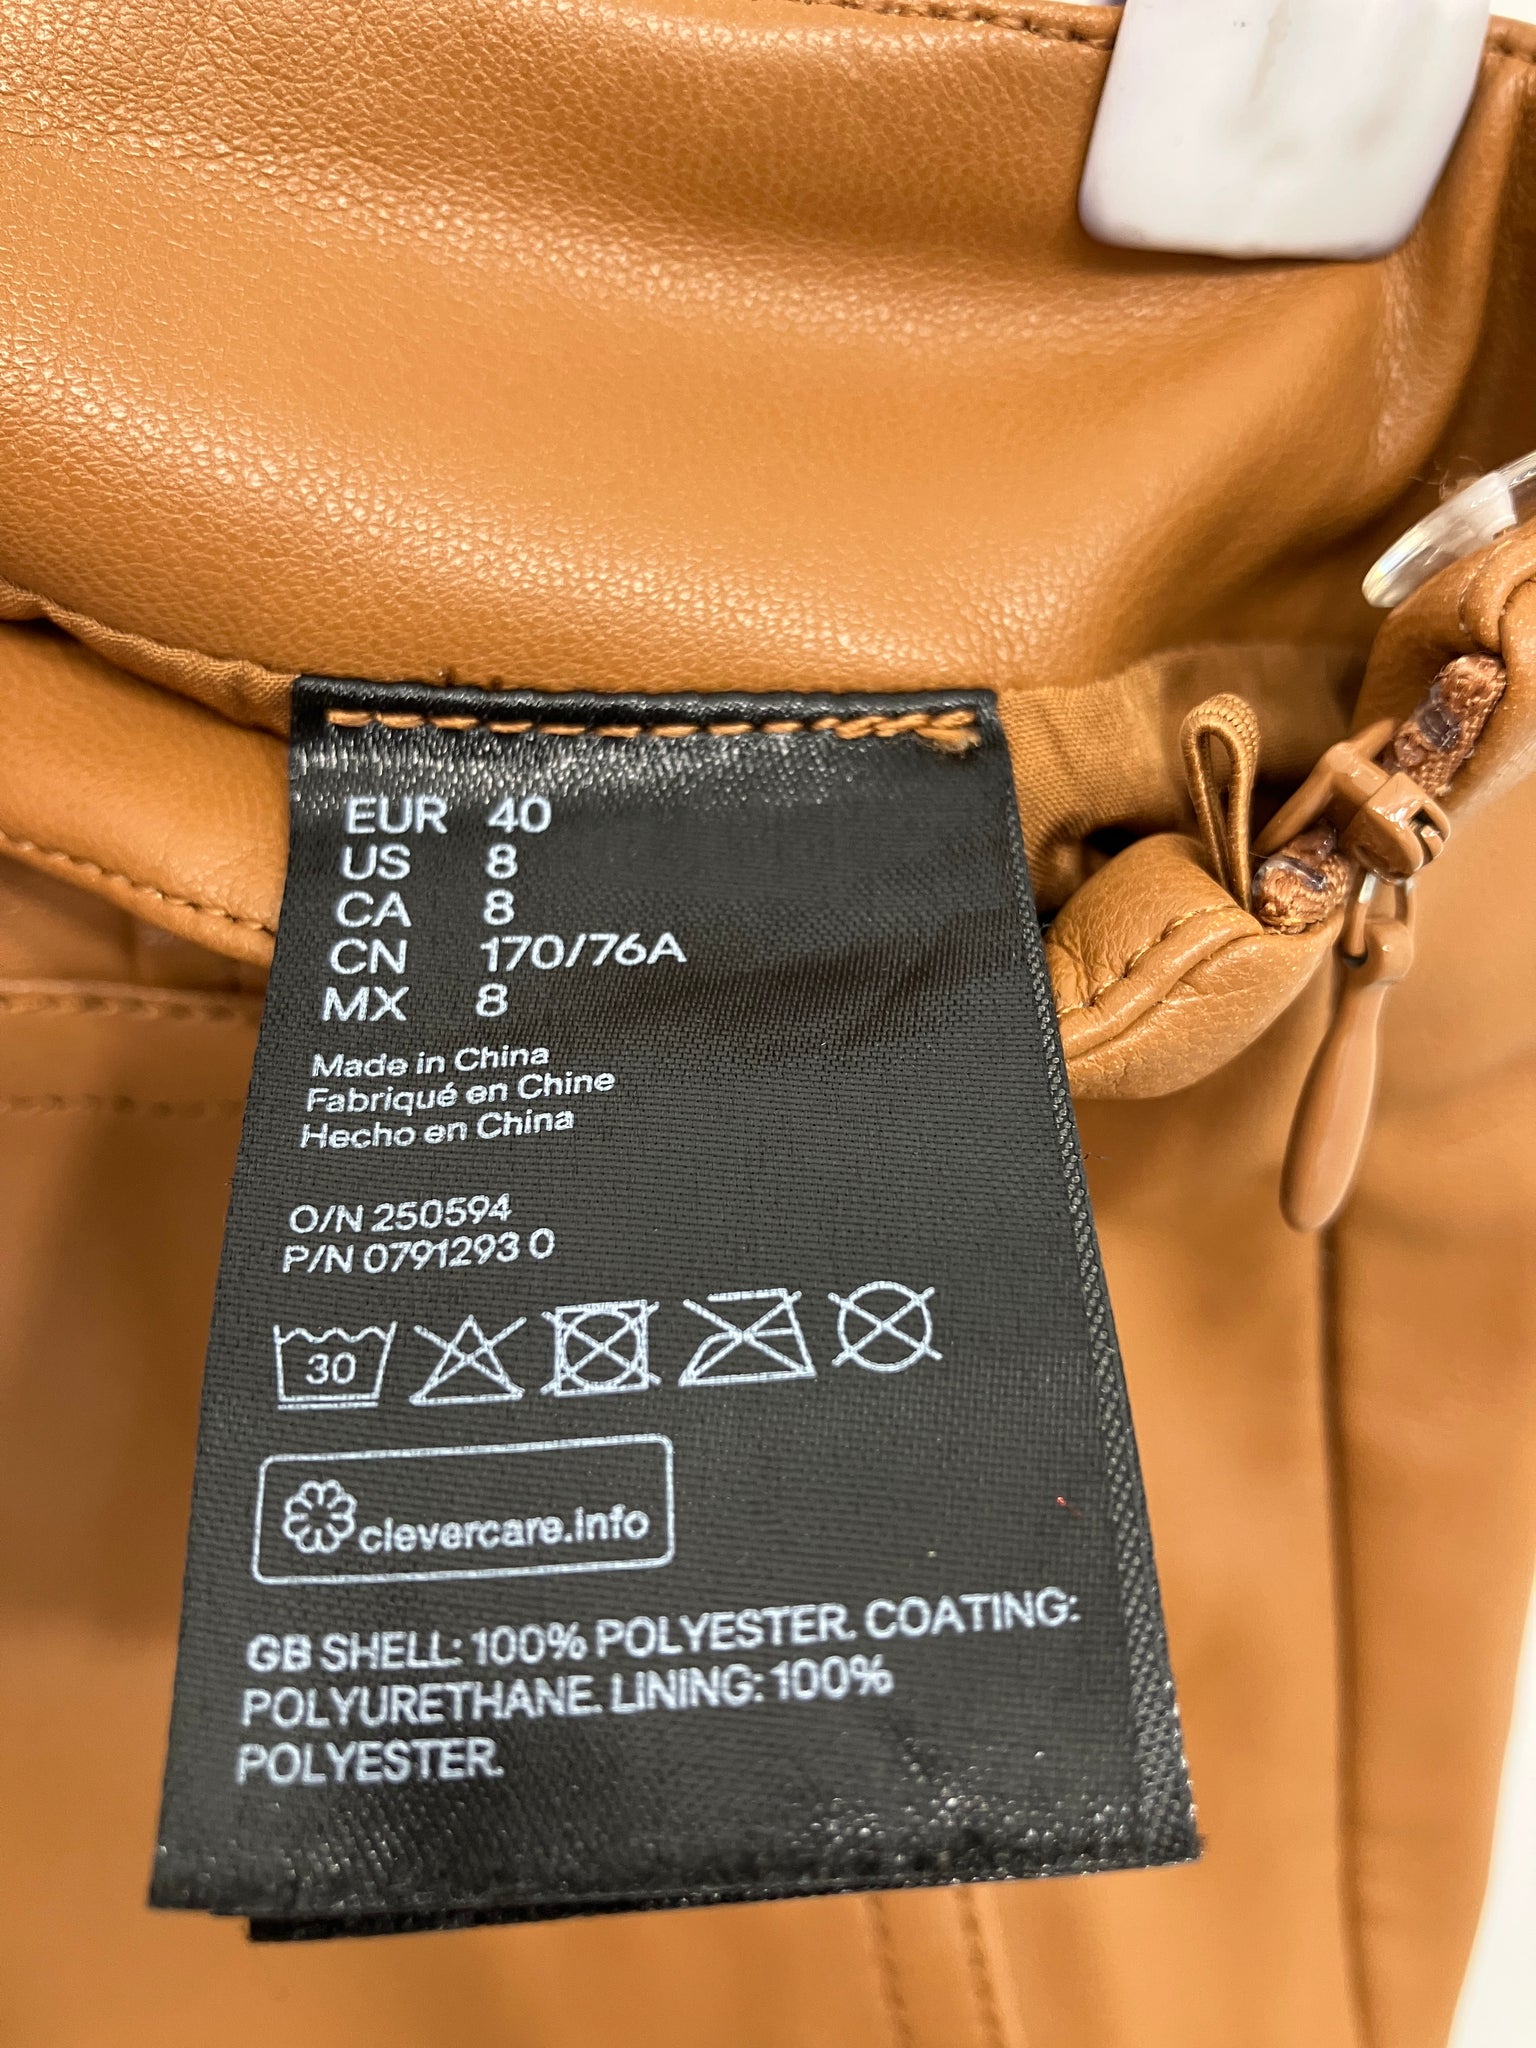 EUR 40
US 8
CA 8
CN 170/76A
MX 8
Made in China
Fabriqué en Chine
Hecho en China
O/N 250594
P/N 0791293 0
30
clevercare.info
GB SHELL: 100% POLYESTER. COATING:
POLYURETHANE. LINING: 100%
POLYESTER.